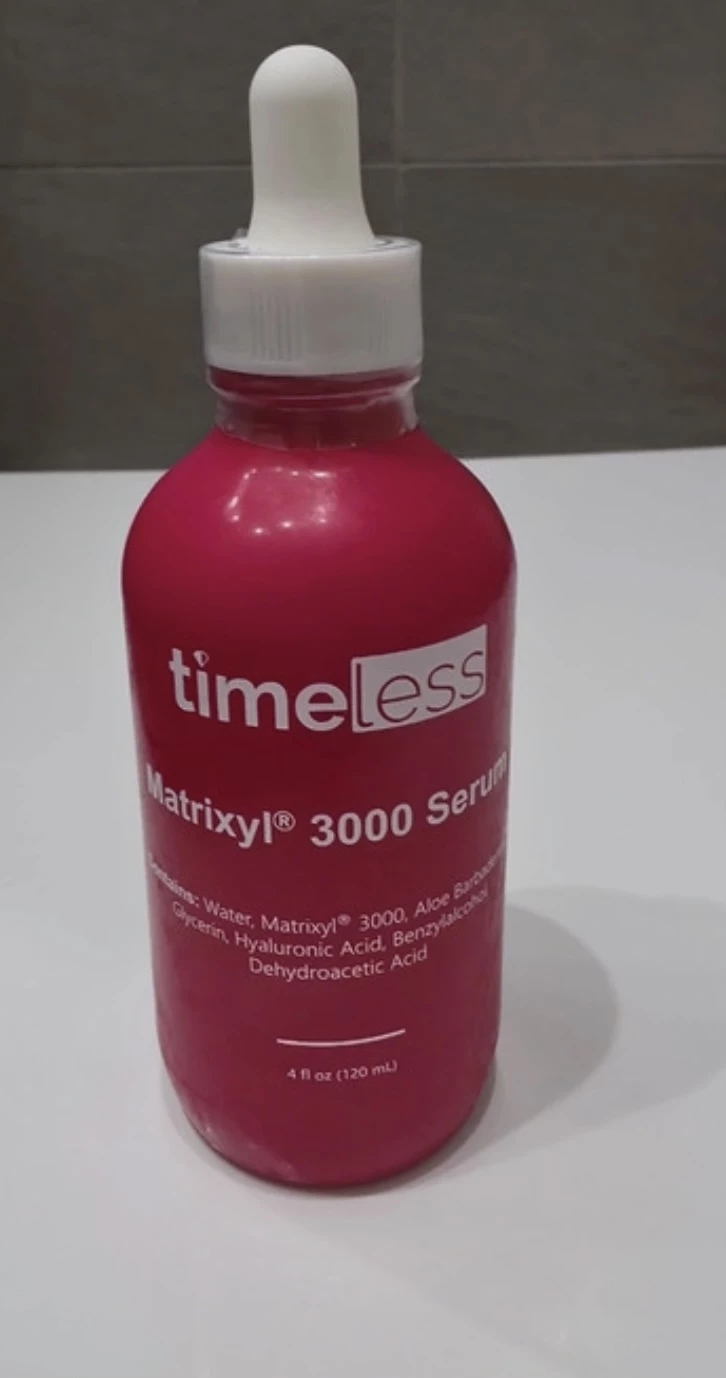 timeless
Matrixyl® 3000 Serum
Contains: Water, Matrixyl® 3000, Aloe
Glycerin, Hyaluronic Acid, Benzylalcohol
Dehydroacetic Acid
4 fl oz (120 mL)